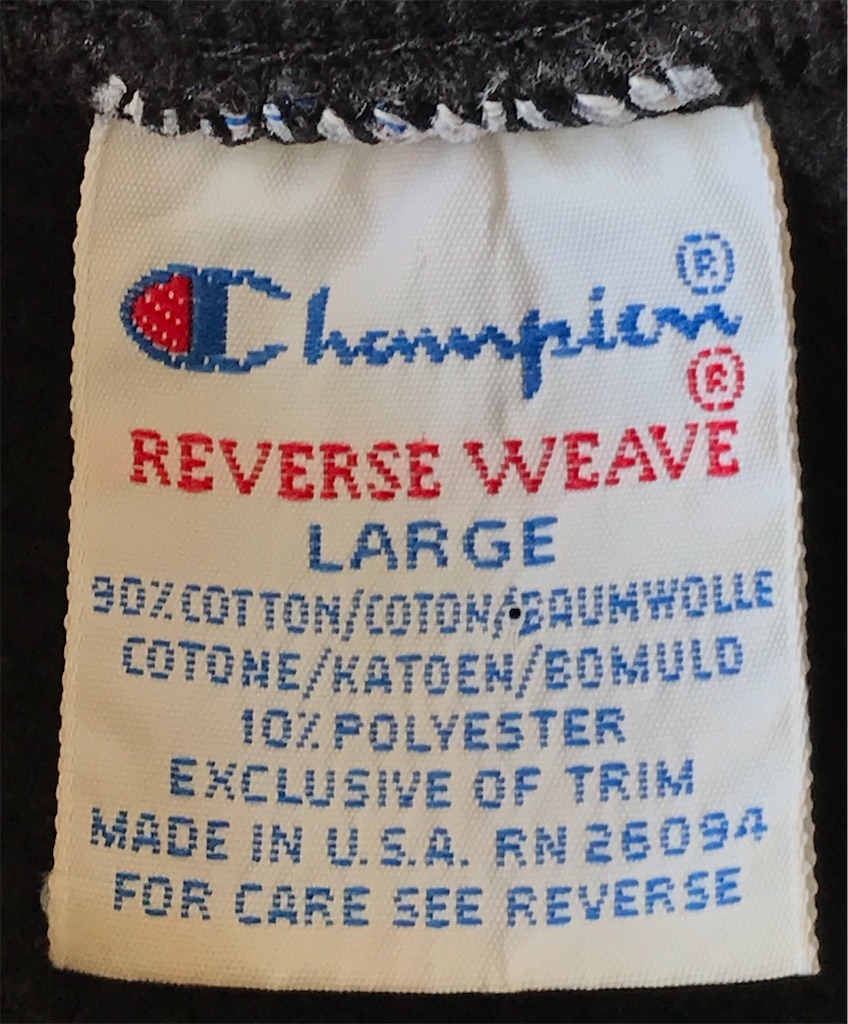 Champion®
®
REVERSE WEAVE
LARGE
90% COTTON/COTON/BAUMWOLLE
COTONE/KATOEN/BOMULD
10% POLYESTER
EXCLUSIVE OF TRIM
MADE IN U.S.A. RN 26094
FOR CARE SEE REVERSE